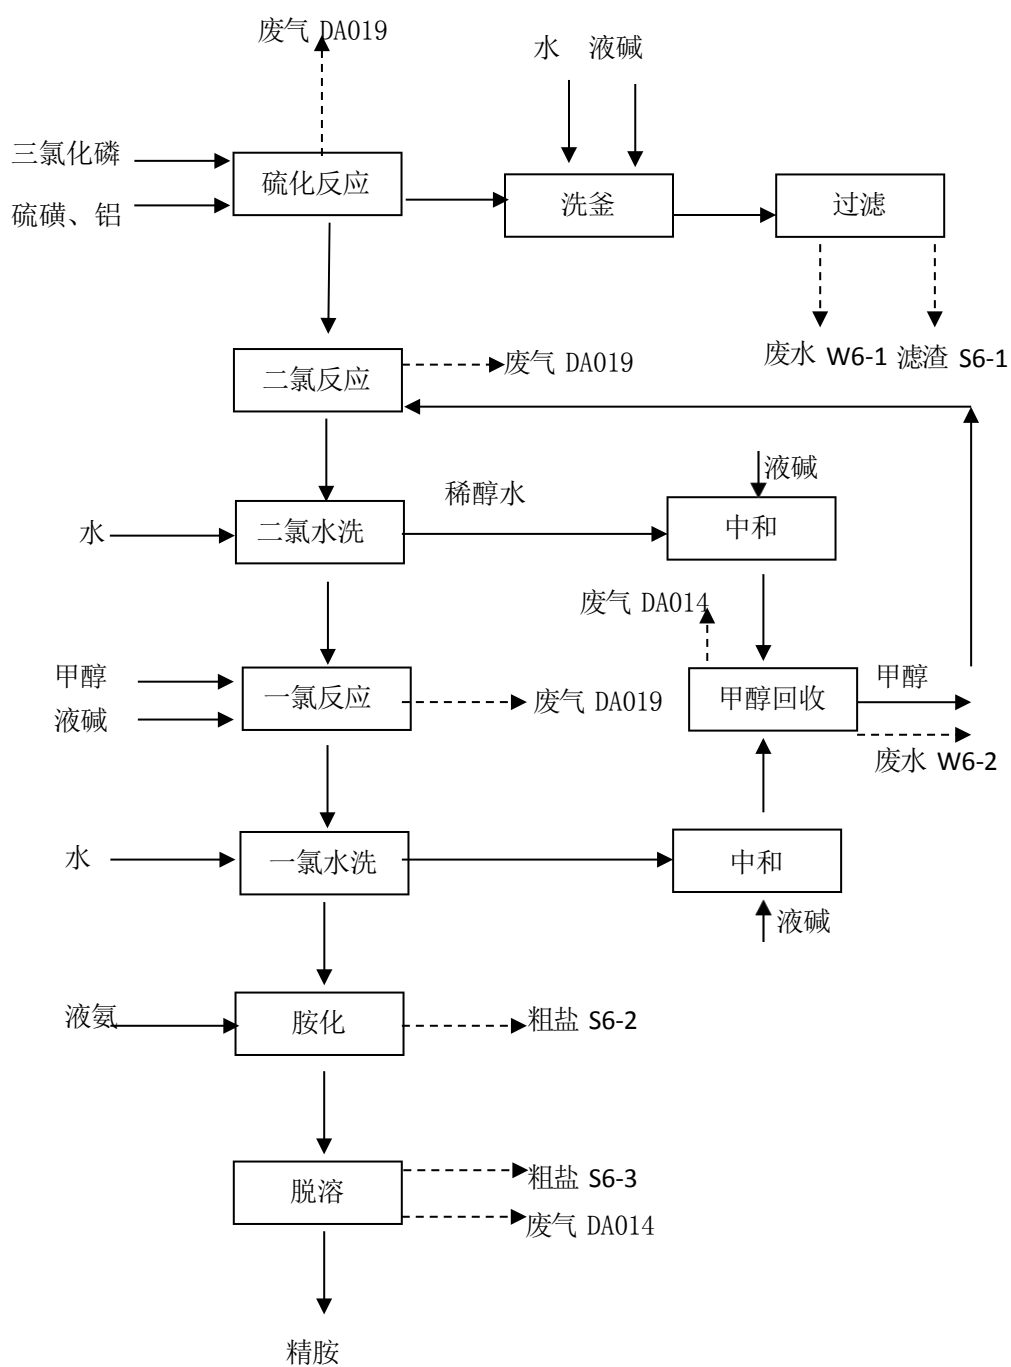 废气 DA019
水 液碱
三氯化磷
硫磺、铝
硫化反应
洗釜
过滤
废水 W6-1 滤渣 S6-1
二氯反应
废气 DA019
液碱
稀醇水
水
二氯水洗
中和
废气 DA014
甲醇
液碱
一氯反应
废气 DA019
甲醇回收
甲醇
废水 W6-2
水
一氯水洗
中和
液碱
液氨
胺化
粗盐 S6-2
脱溶
粗盐 S6-3
废气 DA014
精胺